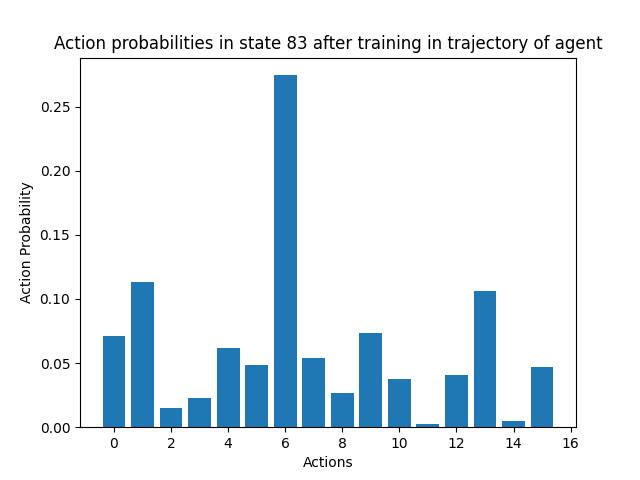 Action probabilities in state 83 after training in trajectory of agent
Action Probability
0.25
0.20
0.15
0.10
0.05
0.00
0 2 4 6 8 10 12 14 16
Actions